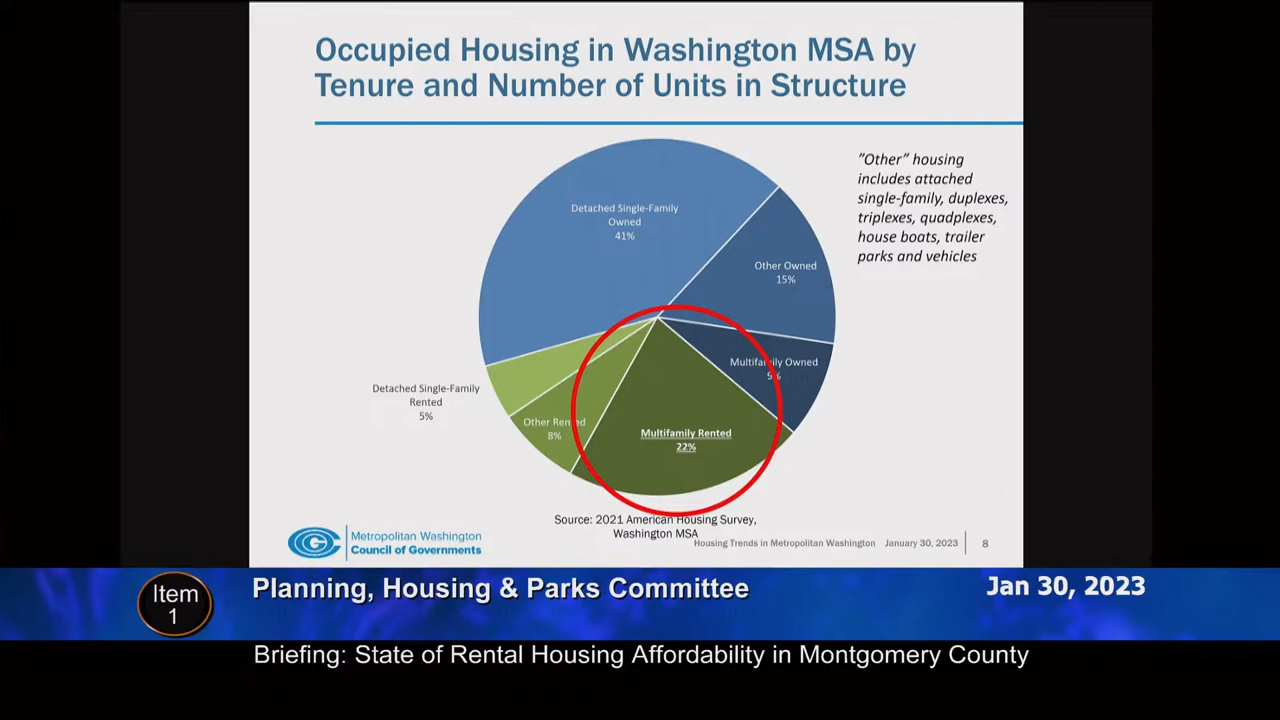 Occupied Housing in Washington MSA by
Tenure and Number of Units in Structure
"Other" housing
includes attached
single-family, duplexes,
triplexes, quadplexes,
house boats, trailer
parks and vehicles
Detached Single-Family
Owned
41%
Other Owned
15%
Multifamily Owned
9%
Detached Single-Family
Rented
5%
Other Rented
8%
Multifamily Rented
22%
Source: 2021 American Housing Survey,
Washington MSA
Metropolitan Washington
Council of Governments
Housing Trends in Metropolitan Washington January 30, 2023 8
Item
1
Planning, Housing & Parks Committee
Jan 30, 2023
Briefing: State of Rental Housing Affordability in Montgomery County